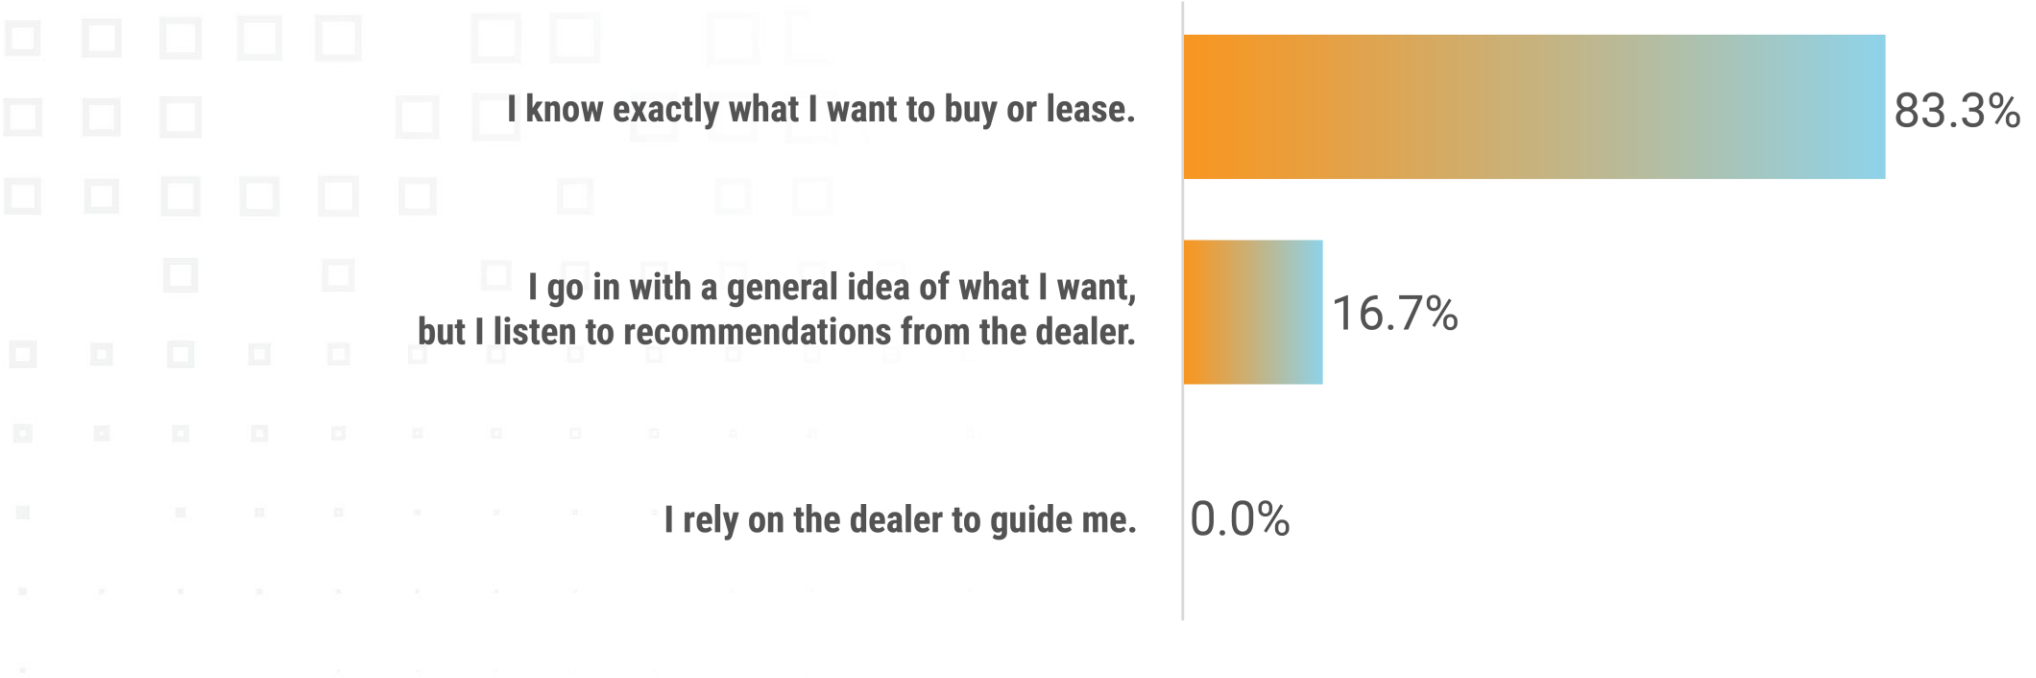 I know exactly what I want to buy or lease.
83.3%
I go in with a general idea of what I want,
but I listen to recommendations from the dealer.
16.7%
I rely on the dealer to guide me.
0.0%